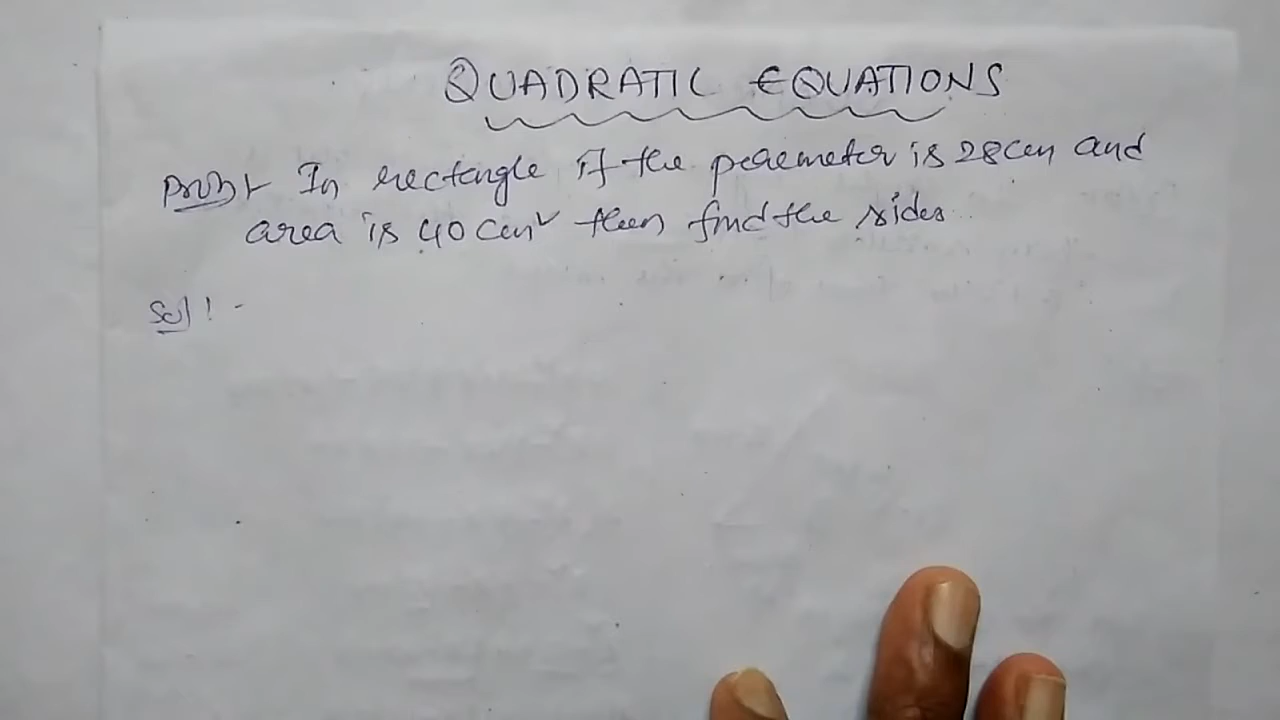 QUADRATIC EQUATIONS
Prob:- In rectangle if the peremeter is 28cm and
area is 40 cm² then find the sides
Sol :-